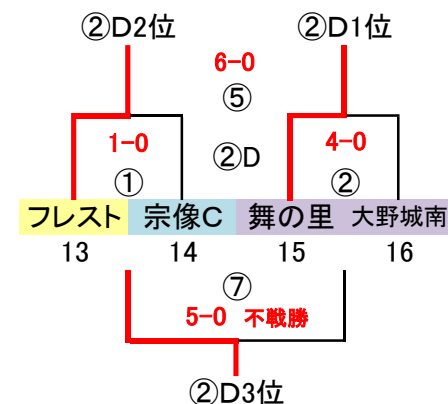 ②D2位 ②D1位
6-0
⑤
1-0 4-0
②D
① ②
フレスト 宗像C 舞の里 大野城南
13 14 15 16
⑦
5-0 不戦勝
②D3位